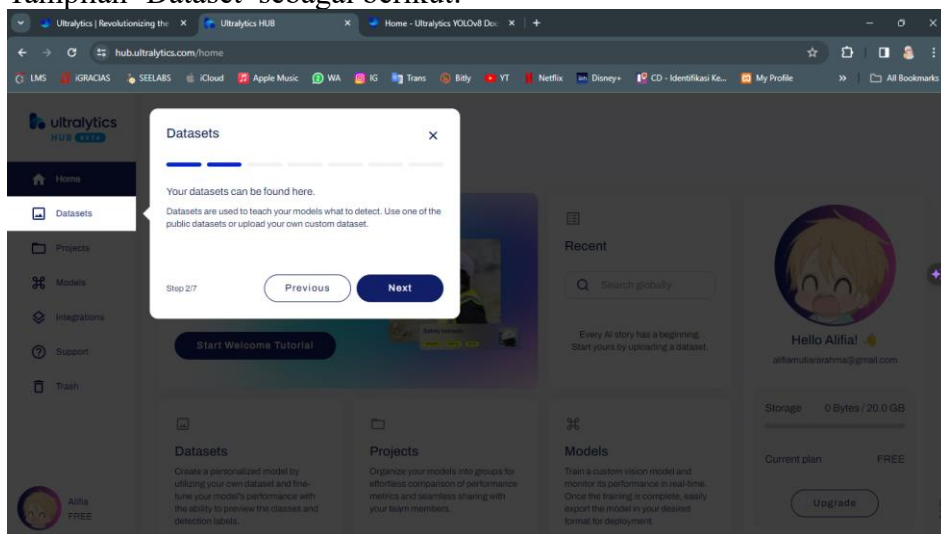 Tampilan "Dataset" sebagai berikut:
Ultralytics | Revolutionizing the
Ultralytics HUB
Home - Ultralytics YOLOv8 Doc
hub.ultralytics.com/home
LMS iGRACIAS SEELABS iCloud Apple Music WA IG Trans Bitly YT Netflix Disney+ CD - Identifikasi Ke... My Profile » All Bookmarks
ultralytics
HUB BETA
Home
Datasets
Projects
Models
Integrations
Support
Trash
Alifia
FREE
Datasets
Your datasets can be found here.
Datasets are used to teach your models what to detect. Use one of the
public datasets or upload your own custom dataset.
Step 2/7
Previous
Next
Start Welcome Tutorial
Recent
Search globally
Every AI story has a beginning.
Start yours by uploading a dataset.
Hello Alifia!
alifiamutiararahma@gmail.com
Storage 0 Bytes / 20.0 GB
Current plan FREE
Upgrade
Datasets
Create a personalized model by
utilizing your own dataset and fine-
tune your model's performance with
the ability to preview the classes and
detection labels.
Projects
Organize your models into groups for
effortless comparison of performance
metrics and seamless sharing with
your team members.
Models
Train a custom vision model and
monitor its performance in real-time.
Once the training is complete, easily
export the model in your desired
format for deployment.